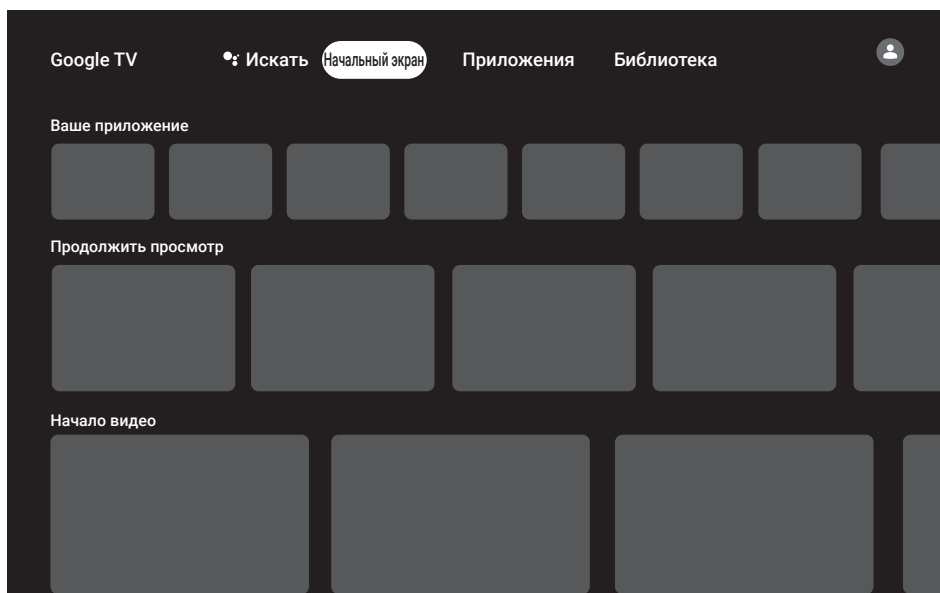 Google TV Искать Начальный экран Приложения Библиотека
Ваше приложение
Продолжить просмотр
Начало видео